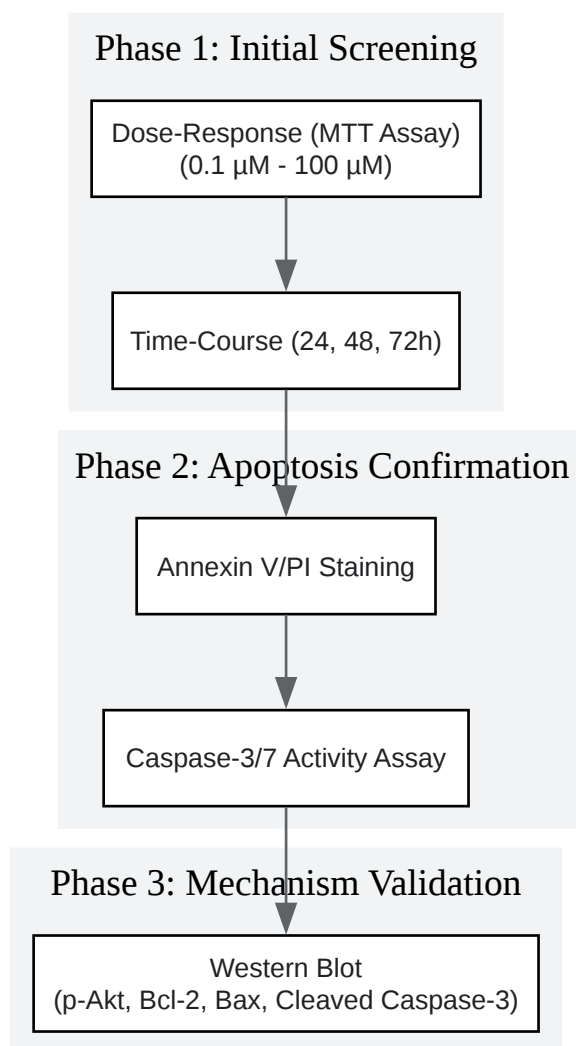 Phase 1: Initial Screening
Dose-Response (MTT Assay)
(0.1 µM - 100 µM)
Time-Course (24, 48, 72h)
Phase 2: Apoptosis Confirmation
Annexin V/PI Staining
Caspase-3/7 Activity Assay
Phase 3: Mechanism Validation
Western Blot
(p-Akt, Bcl-2, Bax, Cleaved Caspase-3)